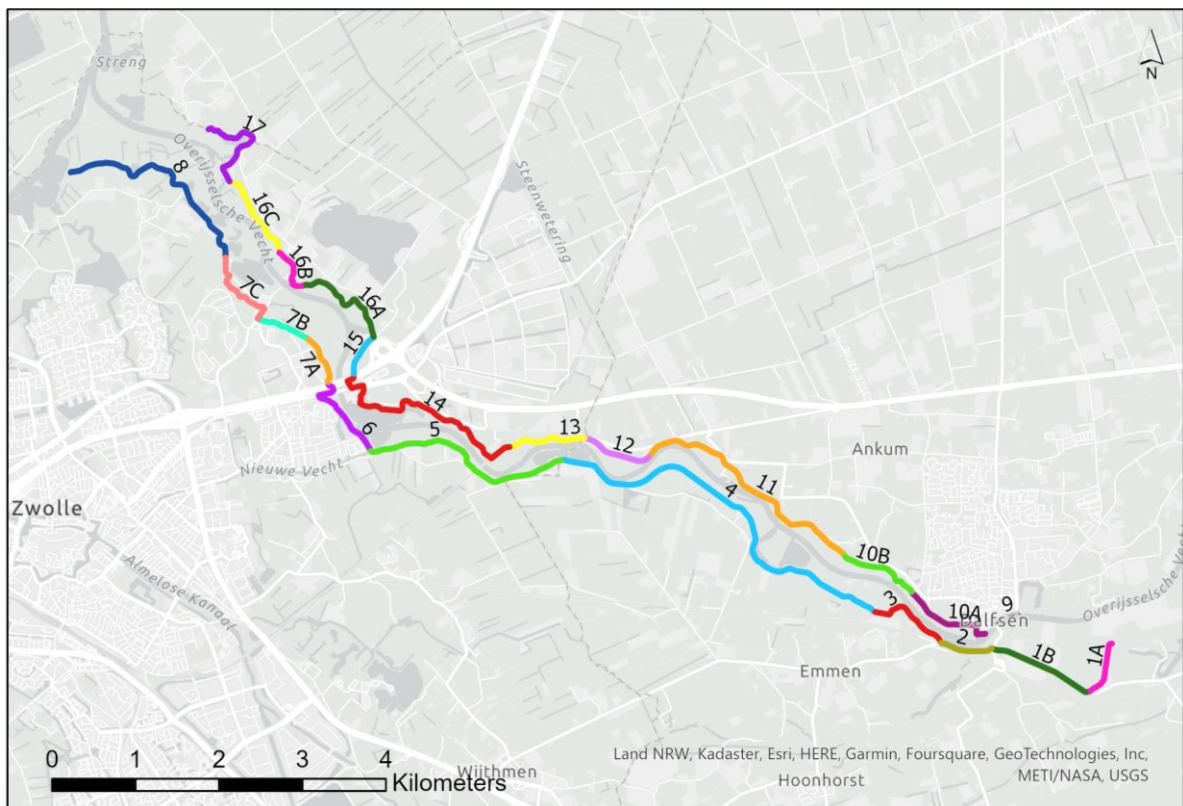 N
Streng
17
Overijsselsche Vecht
8
Steenwetering
16C
16B
16A
7C
7B
15
7A
14
13
12
6
5
Nieuwe Vecht
Ankum
11
4
Zwolle
Almelose Kanaal
10B
3
10A
9
Dalfsen
Overijsselsche Vecht
2
1B
1A
Emmen
0 1 2 3 4
Kilometers
Wijthmen
Hoonhorst
Land NRW, Kadaster, Esri, HERE, Garmin, Foursquare, GeoTechnologies, Inc,
METI/NASA, USGS